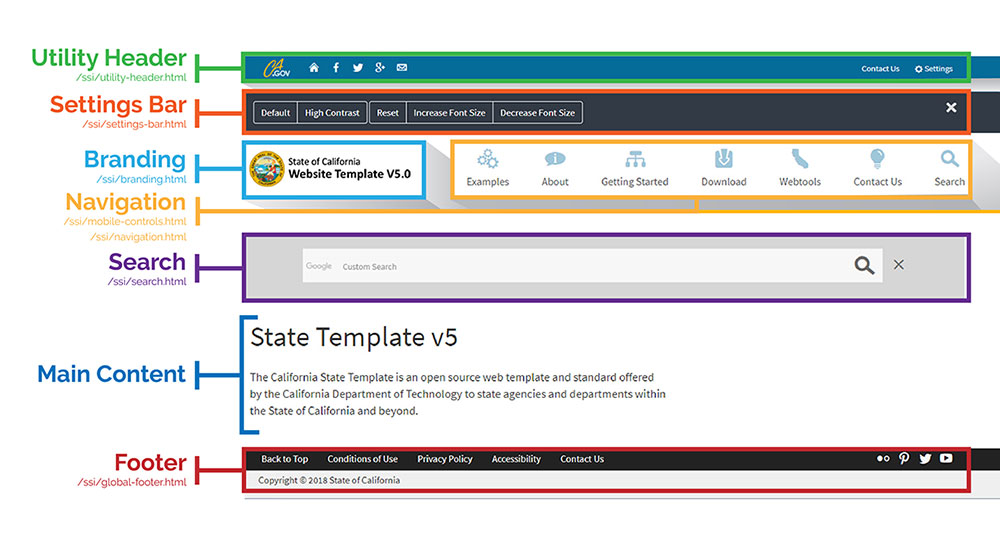 Utility Header
/ssi/utility-header.html
CA.GOV
Contact Us Settings
Settings Bar
/ssi/settings-bar.html
Default High Contrast Reset Increase Font Size Decrease Font Size
Branding
/ssi/branding.html
State of California
Website Template V5.0
Examples About Getting Started Download Webtools Contact Us Search
Navigation
/ssi/mobile-controls.html
/ssi/navigation.html
Search
/ssi/search.html
Google Custom Search
Main Content
State Template v5
The California State Template is an open source web template and standard offered
by the California Department of Technology to state agencies and departments within
the State of California and beyond.
Footer
/ssi/global-footer.html
Back to Top Conditions of Use Privacy Policy Accessibility Contact Us
Copyright © 2018 State of California